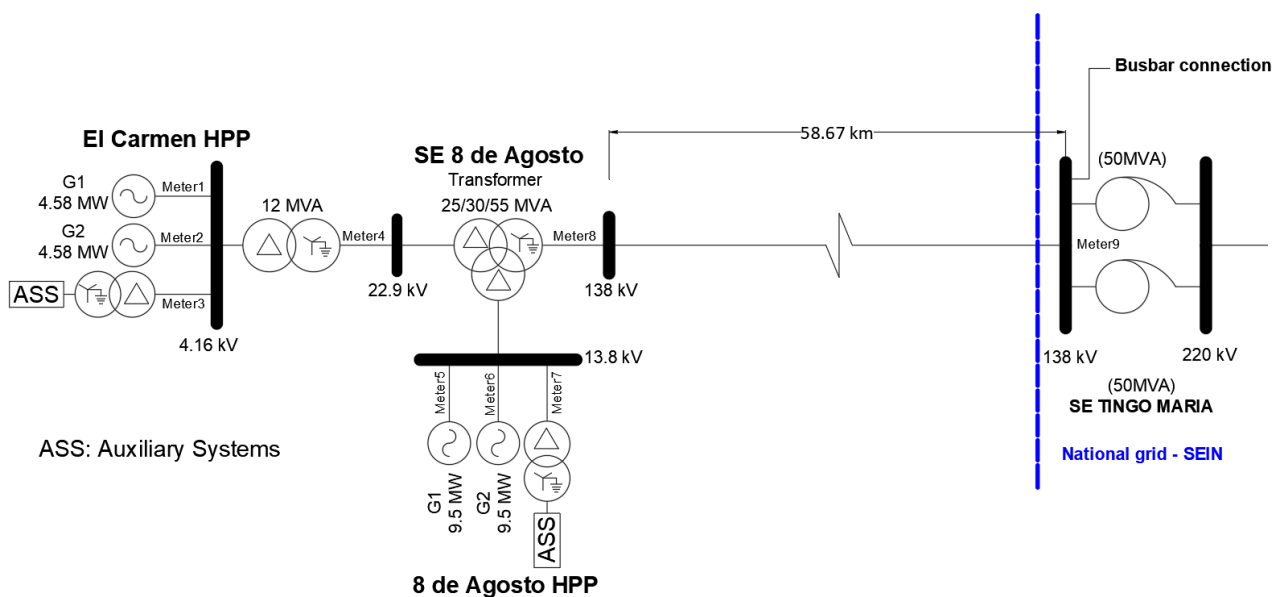 El Carmen HPP
G1
4.58 MW
Meter1
G2
4.58 MW
Meter2
ASS
Meter3
4.16 kV
12 MVA
Meter4
22.9 kV
SE 8 de Agosto
Transformer
25/30/55 MVA
Meter8
138 kV
58.67 km
Busbar connection
(50MVA)
Meter9
138 kV
220 kV
(50MVA)
SE TINGO MARIA
National grid - SEIN
13.8 kV
Meter5
Meter6
Meter7
G1
9.5 MW
G2
9.5 MW
ASS
8 de Agosto HPP
ASS: Auxiliary Systems